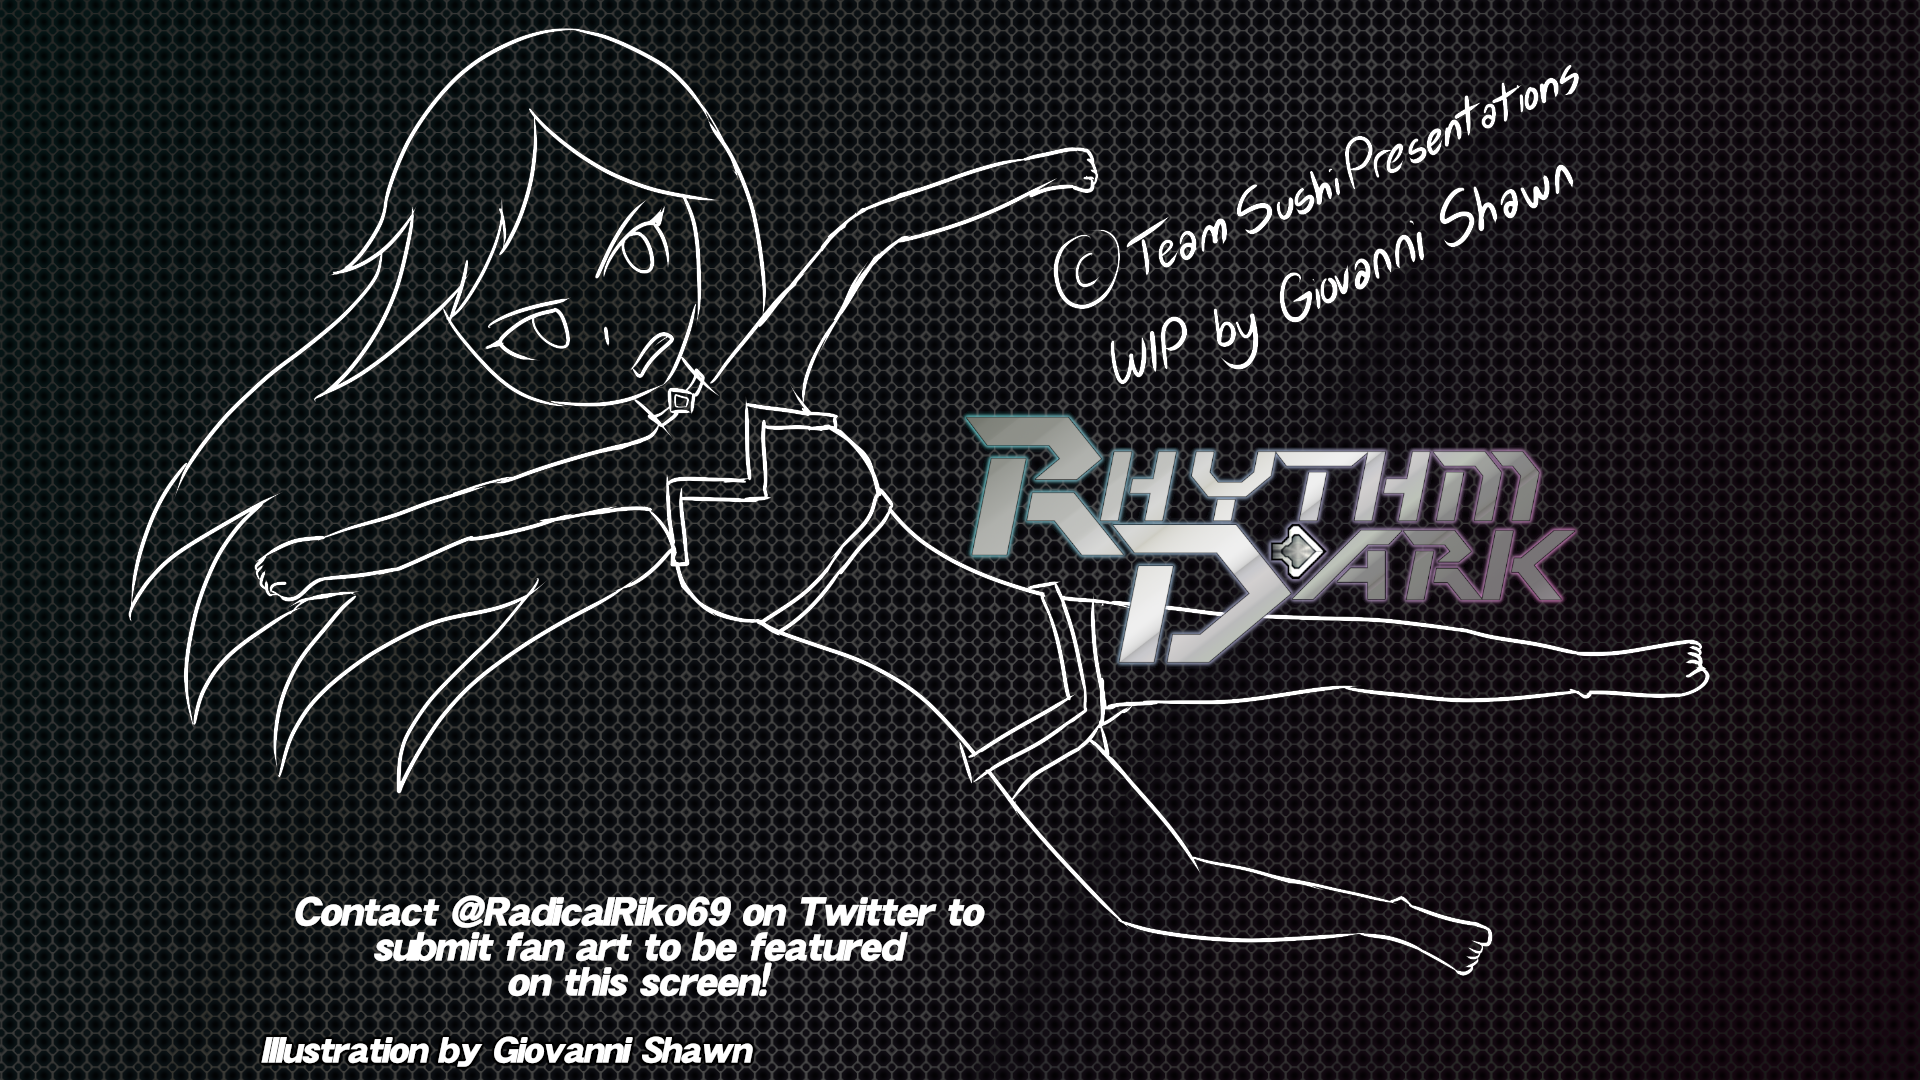 © Team Sushi Presentations
WIP by Giovanni Shawn
RHYTHM
DARK
Contact @RadicalRiko69 on Twitter to
submit fan art to be featured
on this screen!
Illustration by Giovanni Shawn